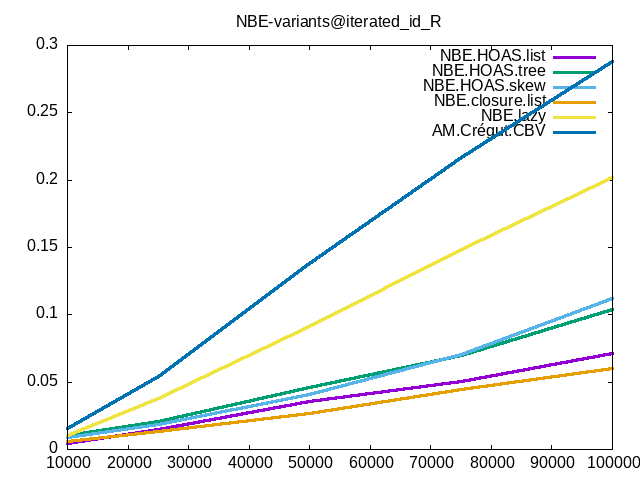 NBE-variants@iterated_id_R
0.3
0.25
0.2
0.15
0.1
0.05
0
10000 20000 30000 40000 50000 60000 70000 80000 90000 100000
NBE.HOAS.list
NBE.HOAS.tree
NBE.HOAS.skew
NBE.closure.list
NBE.lazy
AM.Crégut.CBV